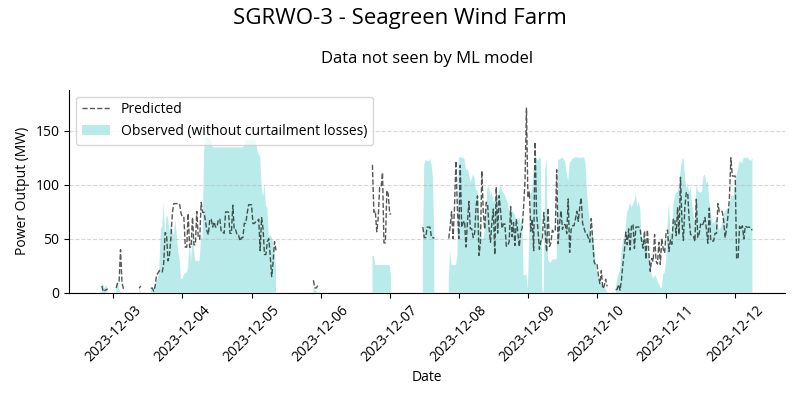 SGRWO-3 - Seagreen Wind Farm
Data not seen by ML model
Predicted
Observed (without curtailment losses)
Power Output (MW)
150
100
50
0
2023-12-03
2023-12-04
2023-12-05
2023-12-06
2023-12-07
2023-12-08
2023-12-09
2023-12-10
2023-12-11
2023-12-12
Date